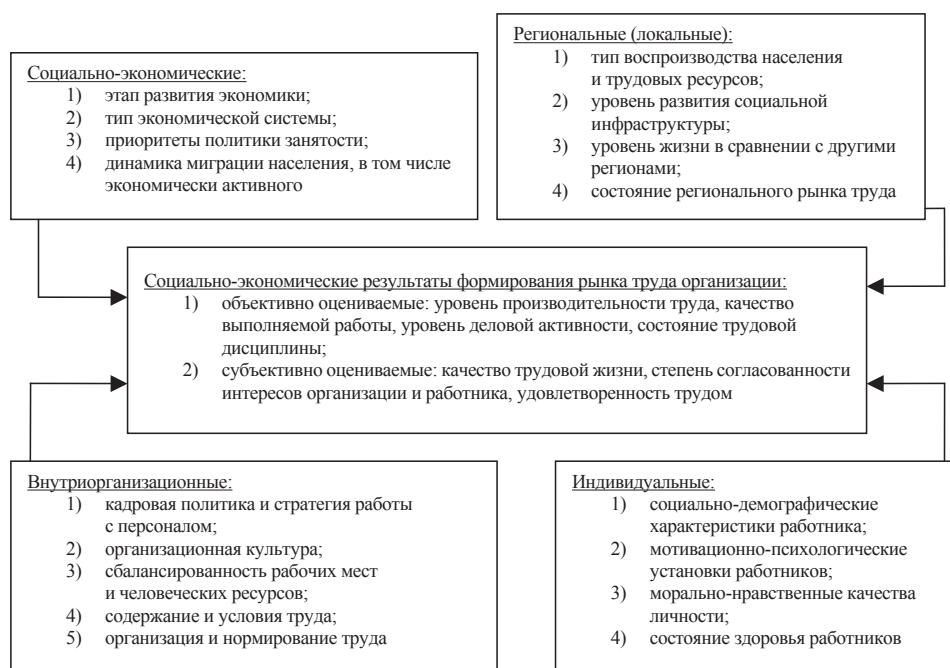 Социально-экономические:
1) этап развития экономики;
2) тип экономической системы;
3) приоритеты политики занятости;
4) динамика миграции населения, в том числе
экономически активного
Региональные (локальные):
1) тип воспроизводства населения
и трудовых ресурсов;
2) уровень развития социальной
инфраструктуры;
3) уровень жизни в сравнении с другими
регионами;
4) состояние регионального рынка труда
Социально-экономические результаты формирования рынка труда организации:
1) объективно оцениваемые: уровень производительности труда, качество
выполняемой работы, уровень деловой активности, состояние трудовой
дисциплины;
2) субъективно оцениваемые: качество трудовой жизни, степень согласованности
интересов организации и работника, удовлетворенность трудом
Внутриорганизационные:
1) кадровая политика и стратегия работы
с персоналом;
2) организационная культура;
3) сбалансированность рабочих мест
и человеческих ресурсов;
4) содержание и условия труда;
5) организация и нормирование труда
Индивидуальные:
1) социально-демографические
характеристики работника;
2) мотивационно-психологические
установки работников;
3) морально-нравственные качества
личности;
4) состояние здоровья работников